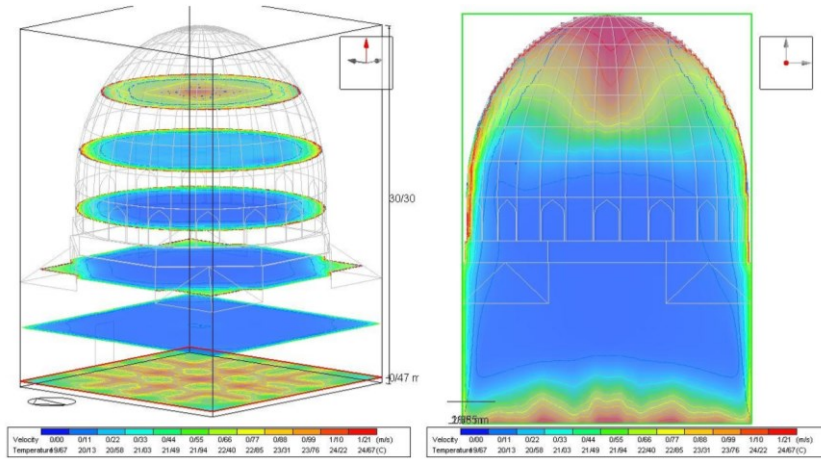 30/30
0/47 m
Velocity 0/00 0/11 0/22 0/33 0/44 0/55 0/66 0/77 0/88 0/99 1/10 1/21 (m/s)
Temperature 19/67 20/13 20/58 21/03 21/49 21/94 22/40 22/85 23/31 23/76 24/22 24/67(C)
Velocity 0/00 0/11 0/22 0/33 0/44 0/55 0/66 0/77 0/88 0/99 1/10 1/21 (m/s)
Temperature 19/67 20/13 20/58 21/03 21/49 21/94 22/40 22/85 23/31 23/76 24/22 24/67(C)